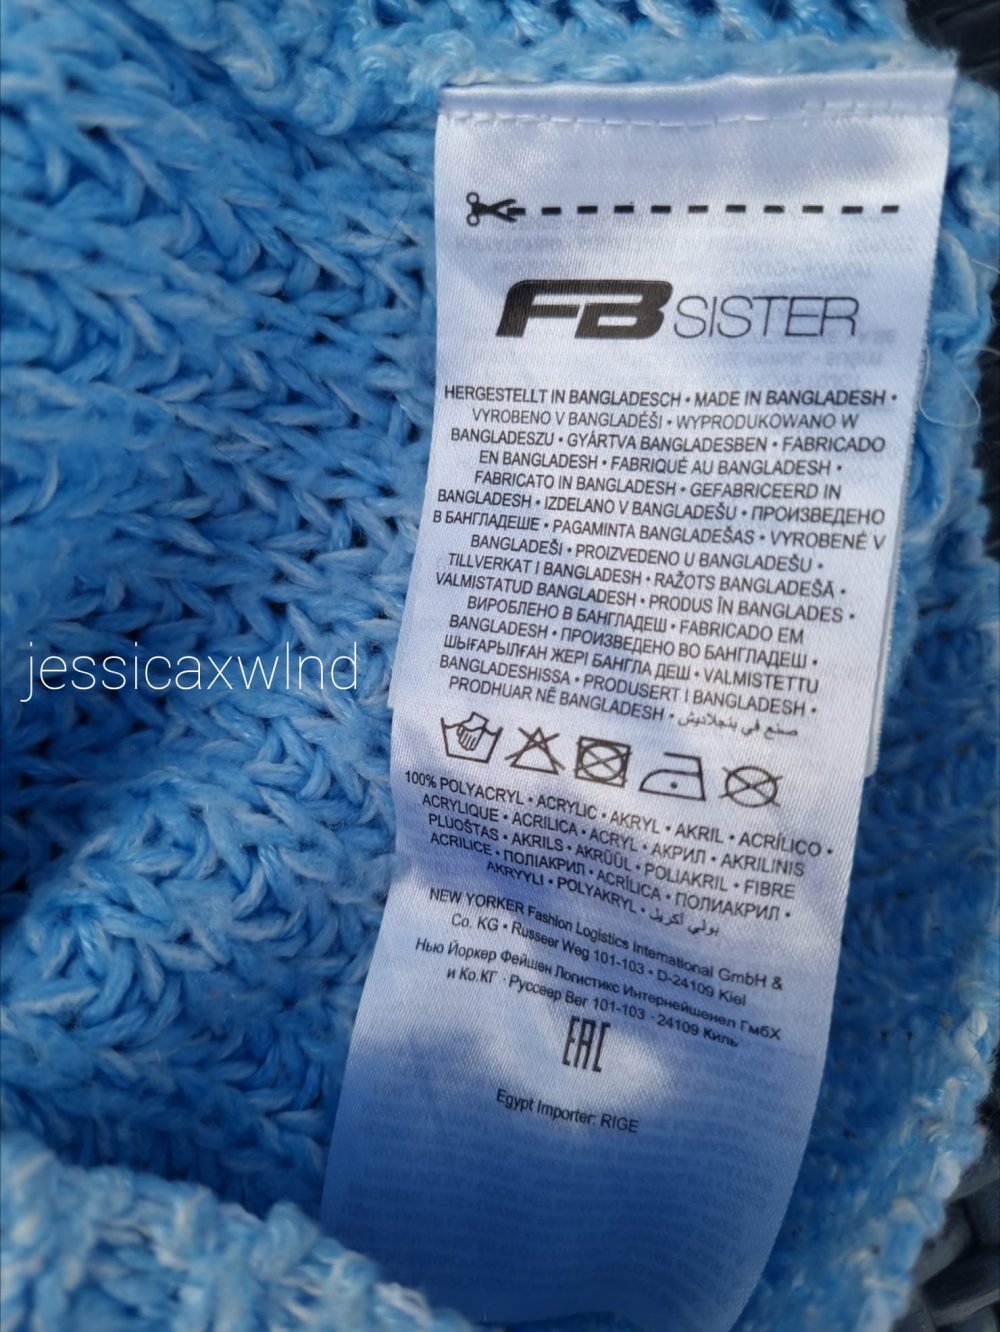 FB SISTER
HERGESTELLT IN BANGLADESCH • MADE IN BANGLADESH •
VYROBENO V BANGLADÉŠI • WYPRODUKOWANO W
BANGLADESZU • GYÁRTVA BANGLADESBEN • FABRICADO
EN BANGLADESH • FABRIQUÉ AU BANGLADESH •
FABRICATO IN BANGLADESH • GEFABRICEERD IN
BANGLADESH • IZDELANO V BANGLADEŠU • ПРОИЗВЕДЕНО
В БАНГЛАДЕШЕ • PAGAMINTA BANGLADEŠAS • VYROBENÉ V
BANGLADEŠI • PROIZVEDENO U BANGLADEŠU •
TILLVERKAT I BANGLADESH • RAŽOTS BANGLADEŠĀ •
VALMISTATUD BANGLADESH • PRODUS ÎN BANGLADES •
ВИРОБЛЕНО В БАНГЛАДЕШ • FABRICADO EM
BANGLADESH • ПРОИЗВЕДЕНО ВО БАНГЛАДЕШ •
ШЫҒАРЫЛҒАН ЖЕРІ БАНГЛА ДЕШ • VALMISTETTU
BANGLADESHISSA • PRODUSERT I BANGLADESH •
PRODHUAR NË BANGLADESH • صنع في بنجلاديش
jessicaxwlnd
100% POLYACRYL • ACRYLIC • AKRYL • AKRIL • ACRÍLICO •
ACRYLIQUE • ACRILICA • ACRYL • АКРИЛ • AKRILINIS
PLUOŠTAS • AKRILS • AKRÜÜL • POLIAKRIL • FIBRE
ACRILICE • ПОЛІАКРИЛ • ACRÍLICA • ПОЛИАКРИЛ •
AKRYYLI • POLYAKRYL • بولي أكريل
NEW YORKER Fashion Logistics International GmbH &
Co. KG • Russeer Weg 101-103 • D-24109 Kiel
Нью Йоркер Фейшен Логистикс Интернейшенел ГмбХ
и Ко.КГ · Руссеер Вег 101-103 · 24109 Киль
EAC
Egypt Importer: RIGE